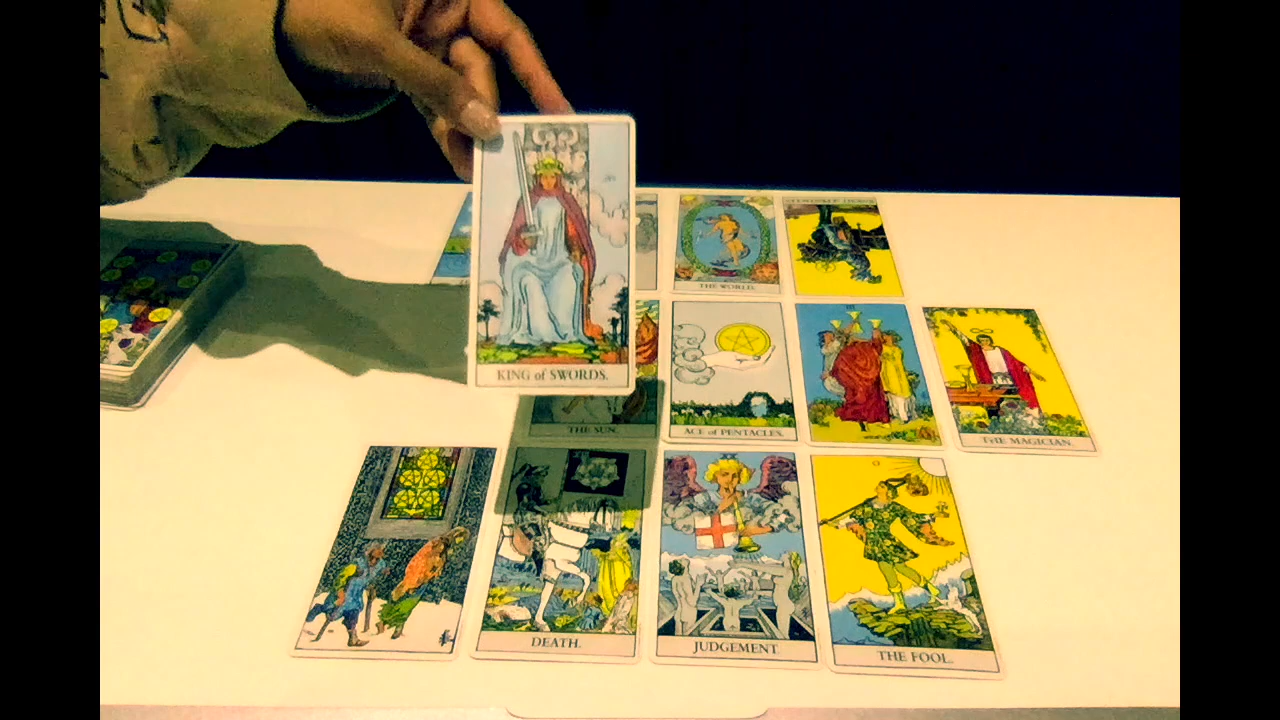 KING of SWORDS.
THE WORLD.
THE SUN.
ACE of PENTACLES.
THE MAGICIAN.
DEATH.
JUDGEMENT.
THE FOOL.